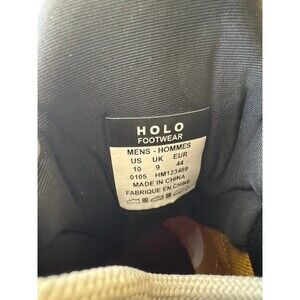 HOLO
FOOTWEAR
MENS - HOMMES
US UK EUR
10 9 44
0105 HM123489
MADE IN CHINA
FABRIQUE EN CHINE